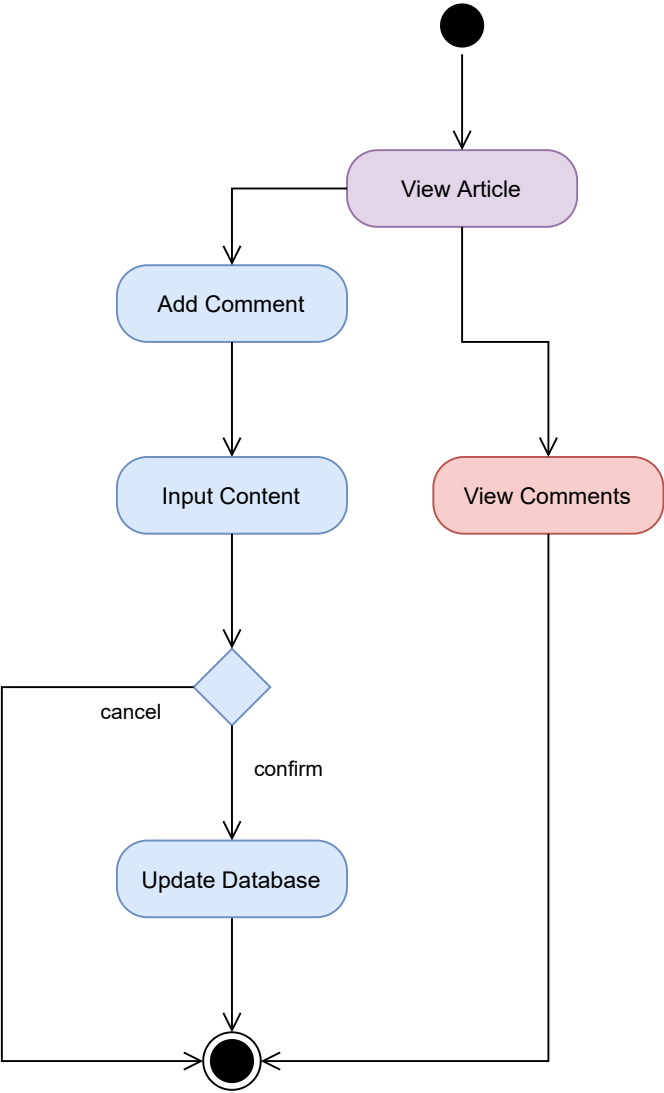 View Article
Add Comment
Input Content
View Comments
cancel
confirm
Update Database